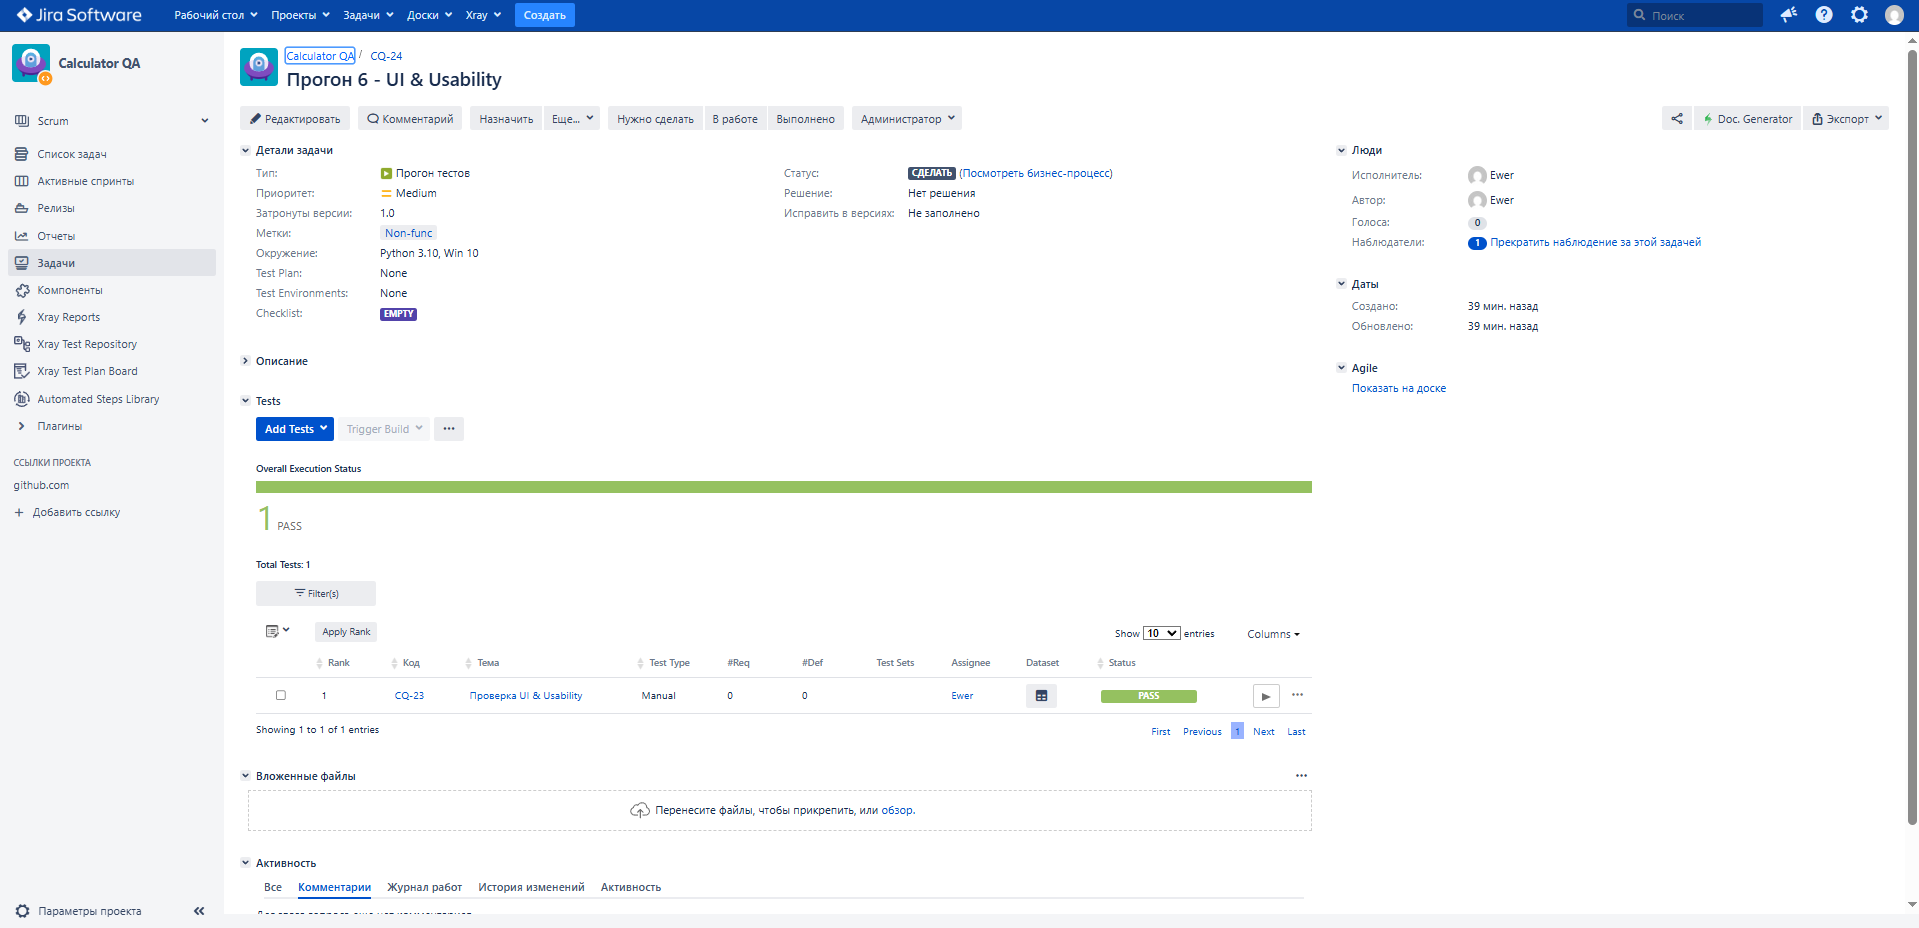 Jira Software Рабочий стол Проекты Задачи Доски Xray Создать Поиск
Calculator QA
Scrum
Список задач
Активные спринты
Релизы
Отчеты
Задачи
Компоненты
Xray Reports
Xray Test Repository
Xray Test Plan Board
Automated Steps Library
Плагины
ССЫЛКИ ПРОЕКТА
github.com
+ Добавить ссылку
Параметры проекта
Calculator QA / CQ-24
Прогон 6 - UI & Usability
Редактировать Комментарий Назначить Еще... Нужно сделать В работе Выполнено Администратор Doc. Generator Экспорт
Детали задачи
Тип: Прогон тестов
Приоритет: Medium
Затронуты версии: 1.0
Метки: Non-func
Окружение: Python 3.10, Win 10
Test Plan: None
Test Environments: None
Checklist: EMPTY
Статус: СДЕЛАТЬ (Посмотреть бизнес-процесс)
Решение: Нет решения
Исправить в версиях: Не заполнено
Описание
Tests
Add Tests Trigger Build ...
Overall Execution Status
1 PASS
Total Tests: 1
Filter(s)
Apply Rank Show 10 entries Columns
Rank Код Тема Test Type #Req #Def Test Sets Assignee Dataset Status
1 CQ-23 Проверка UI & Usability Manual 0 0 Ewer PASS ...
Showing 1 to 1 of 1 entries First Previous 1 Next Last
Вложенные файлы ...
Перенесите файлы, чтобы прикрепить, или обзор.
Активность
Все Комментарии Журнал работ История изменений Активность
Люди
Исполнитель: Ewer
Автор: Ewer
Голоса: 0
Наблюдатели: 1 Прекратить наблюдение за этой задачей
Даты
Создано: 39 мин. назад
Обновлено: 39 мин. назад
Agile
Показать на доске